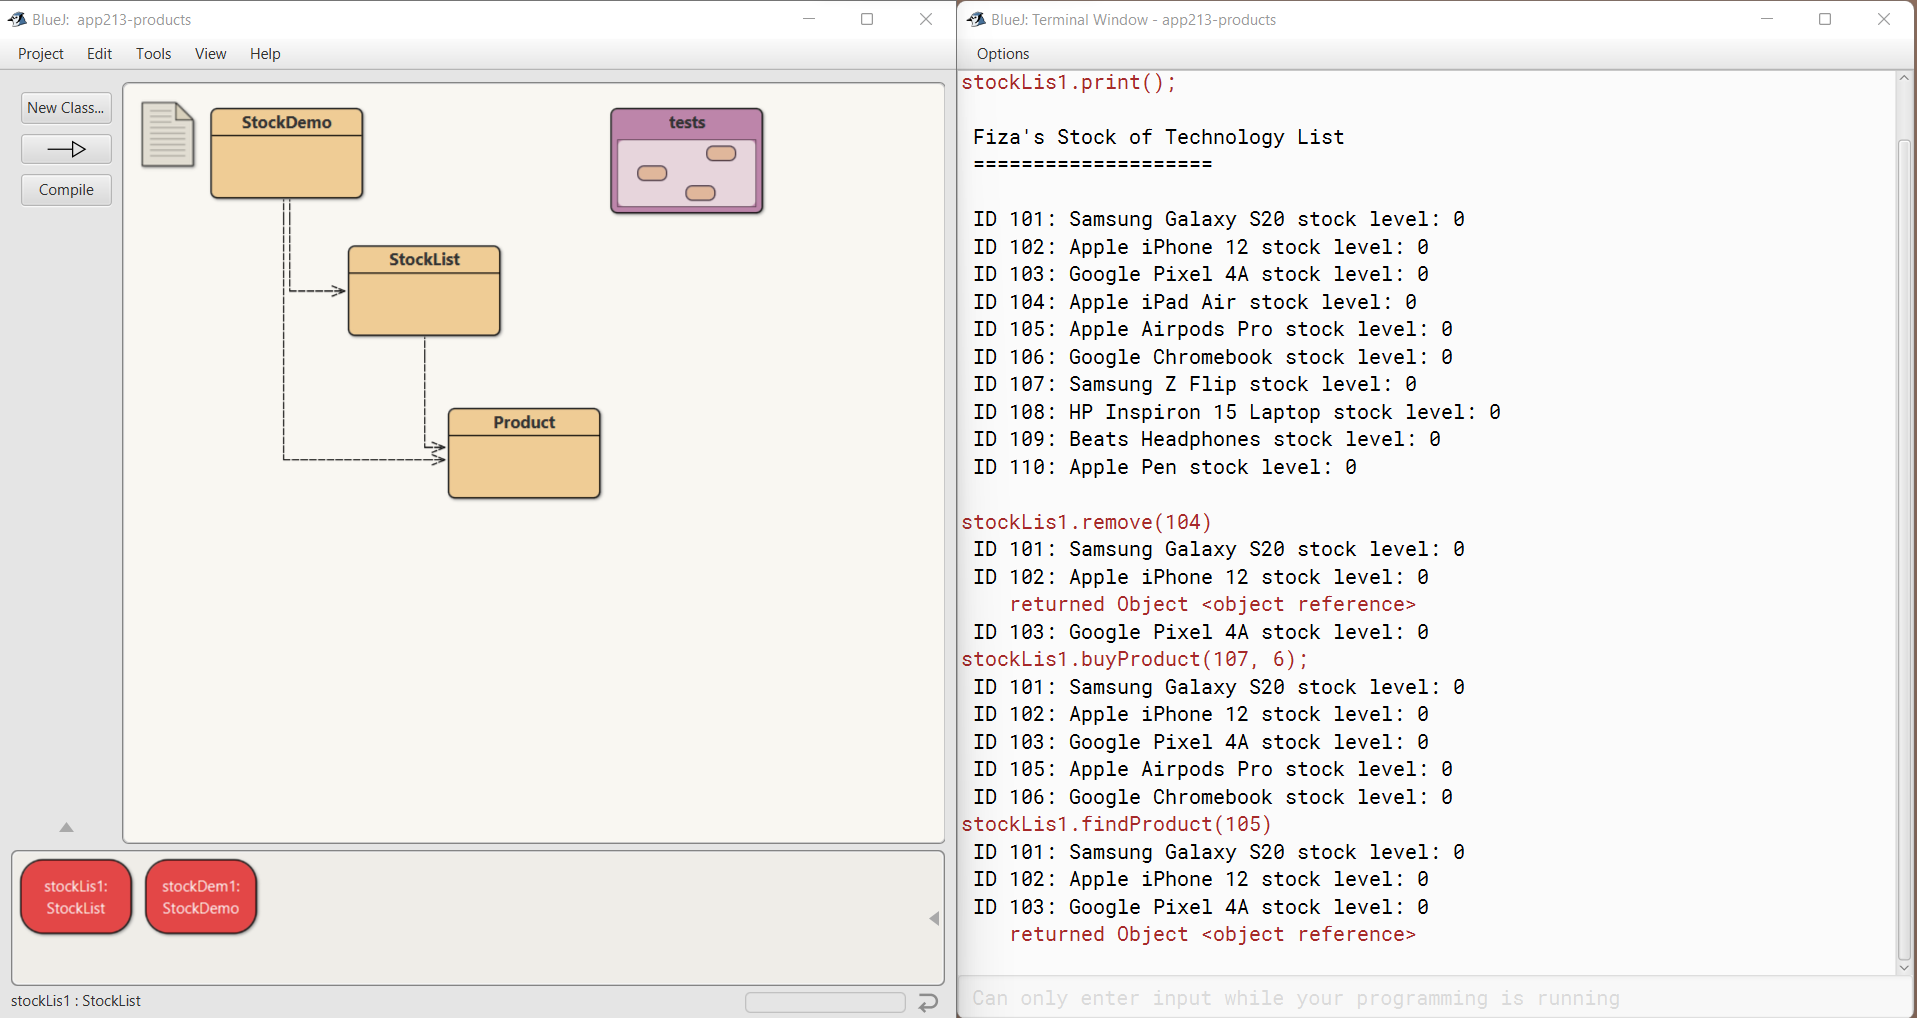 BlueJ: app213-products
Project Edit Tools View Help
New Class...
Compile
StockDemo
tests
StockList
Product
stockLis1:
StockList
stockDem1:
StockDemo
stockLis1 : StockList
BlueJ: Terminal Window - app213-products
Options
stockLis1.print();
Fiza's Stock of Technology List
====================
ID 101: Samsung Galaxy S20 stock level: 0
ID 102: Apple iPhone 12 stock level: 0
ID 103: Google Pixel 4A stock level: 0
ID 104: Apple iPad Air stock level: 0
ID 105: Apple Airpods Pro stock level: 0
ID 106: Google Chromebook stock level: 0
ID 107: Samsung Z Flip stock level: 0
ID 108: HP Inspiron 15 Laptop stock level: 0
ID 109: Beats Headphones stock level: 0
ID 110: Apple Pen stock level: 0
stockLis1.remove(104)
ID 101: Samsung Galaxy S20 stock level: 0
ID 102: Apple iPhone 12 stock level: 0
returned Object <object reference>
ID 103: Google Pixel 4A stock level: 0
stockLis1.buyProduct(107, 6);
ID 101: Samsung Galaxy S20 stock level: 0
ID 102: Apple iPhone 12 stock level: 0
ID 103: Google Pixel 4A stock level: 0
ID 105: Apple Airpods Pro stock level: 0
ID 106: Google Chromebook stock level: 0
stockLis1.findProduct(105)
ID 101: Samsung Galaxy S20 stock level: 0
ID 102: Apple iPhone 12 stock level: 0
ID 103: Google Pixel 4A stock level: 0
returned Object <object reference>
Can only enter input while your programming is running